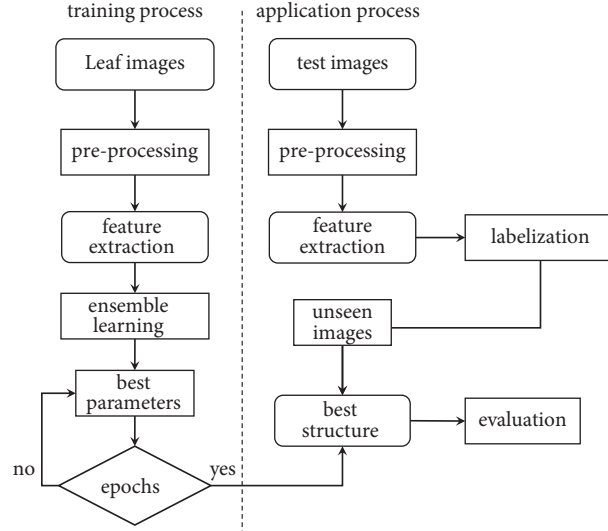 training process
application process
Leaf images
test images
pre-processing
pre-processing
feature
extraction
feature
extraction
labelization
ensemble
learning
unseen
images
best
parameters
best
structure
evaluation
no
yes
epochs